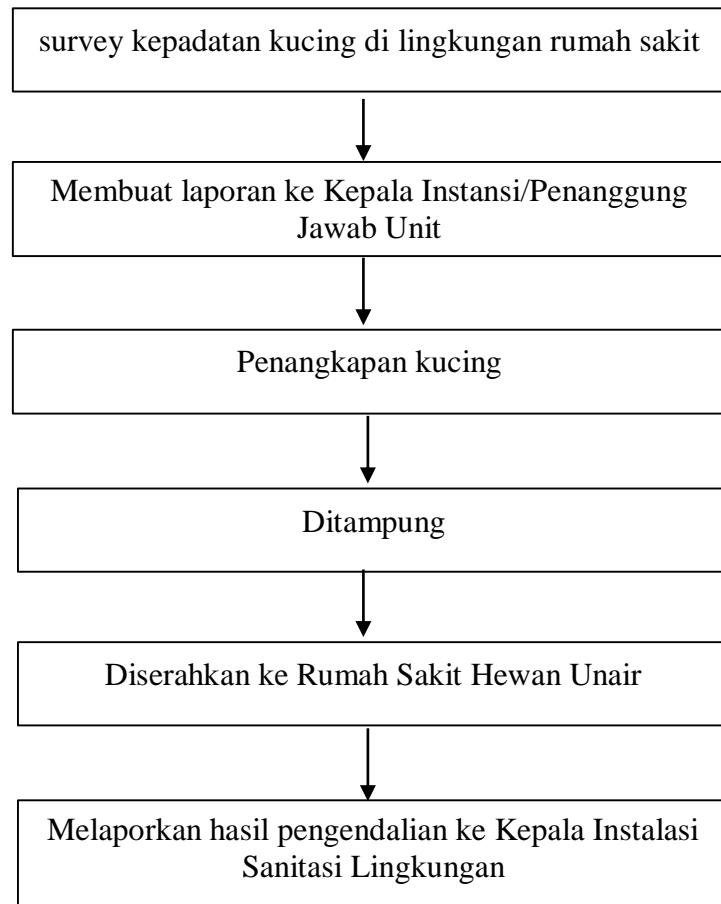 survey kepadatan kucing di lingkungan rumah sakit
Membuat laporan ke Kepala Instansi/Penanggung
Jawab Unit
Penangkapan kucing
Ditampung
Diserahkan ke Rumah Sakit Hewan Unair
Melaporkan hasil pengendalian ke Kepala Instalasi
Sanitasi Lingkungan